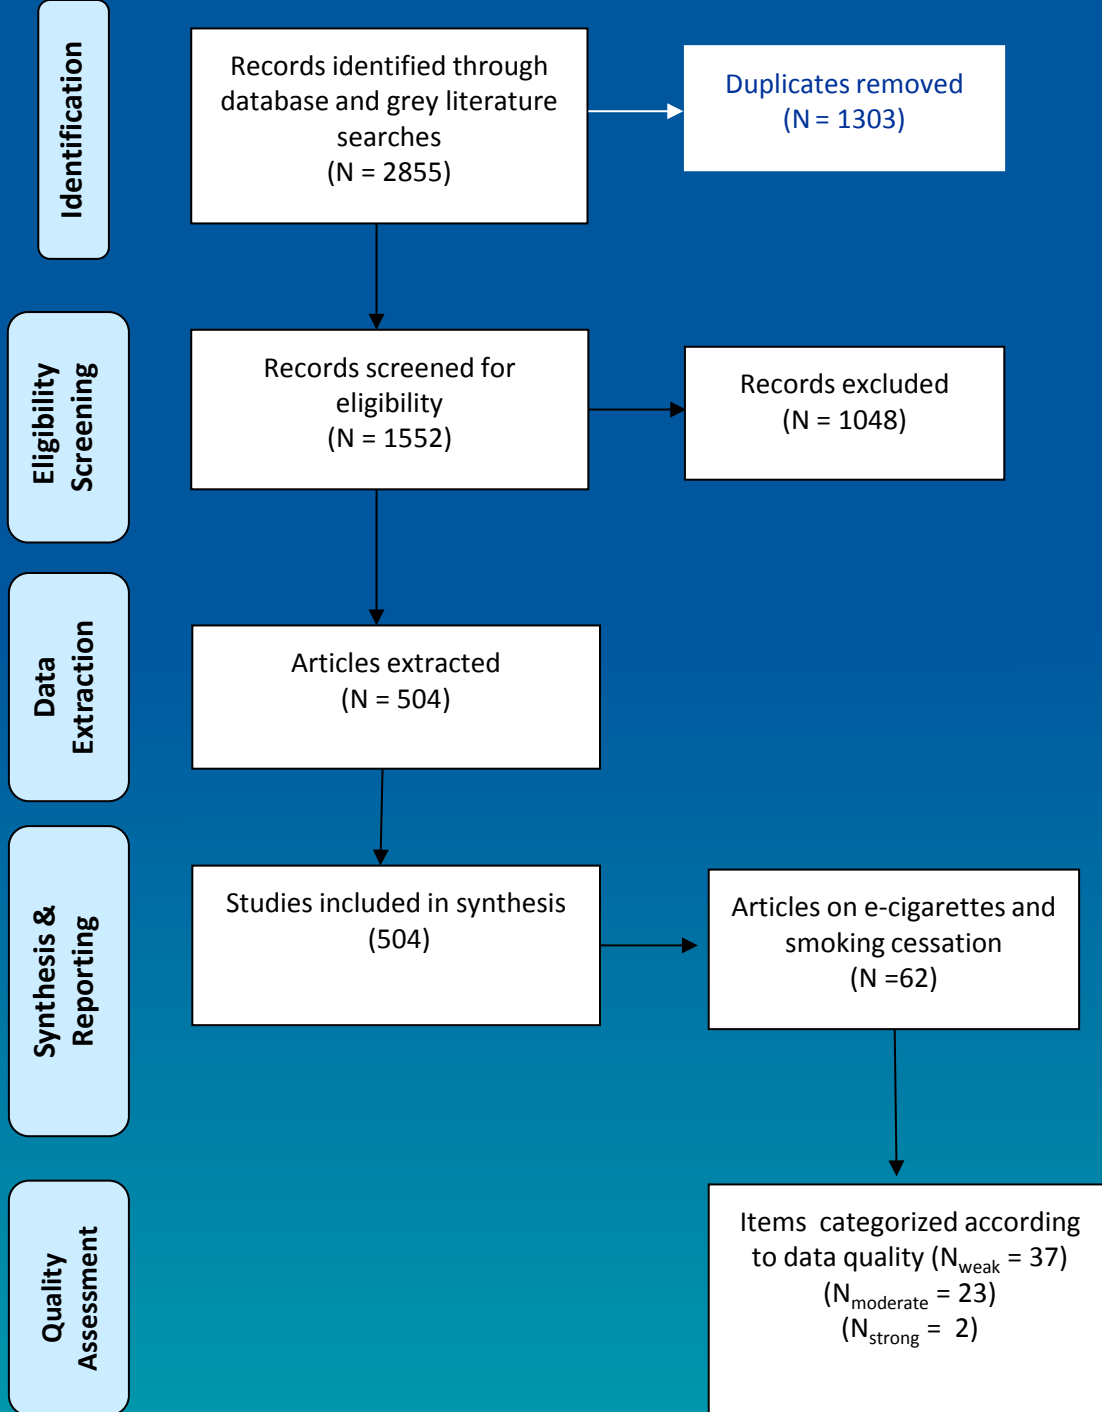 Identification
Records identified through
database and grey literature
searches
(N = 2855)
Duplicates removed
(N = 1303)
Eligibility
Screening
Records screened for
eligibility
(N = 1552)
Records excluded
(N = 1048)
Data
Extraction
Articles extracted
(N = 504)
Synthesis &
Reporting
Studies included in synthesis
(504)
Articles on e-cigarettes and
smoking cessation
(N =62)
Quality
Assessment
Items  categorized according
to data quality (Nweak = 37)
(Nmoderate = 23)
(Nstrong =  2)